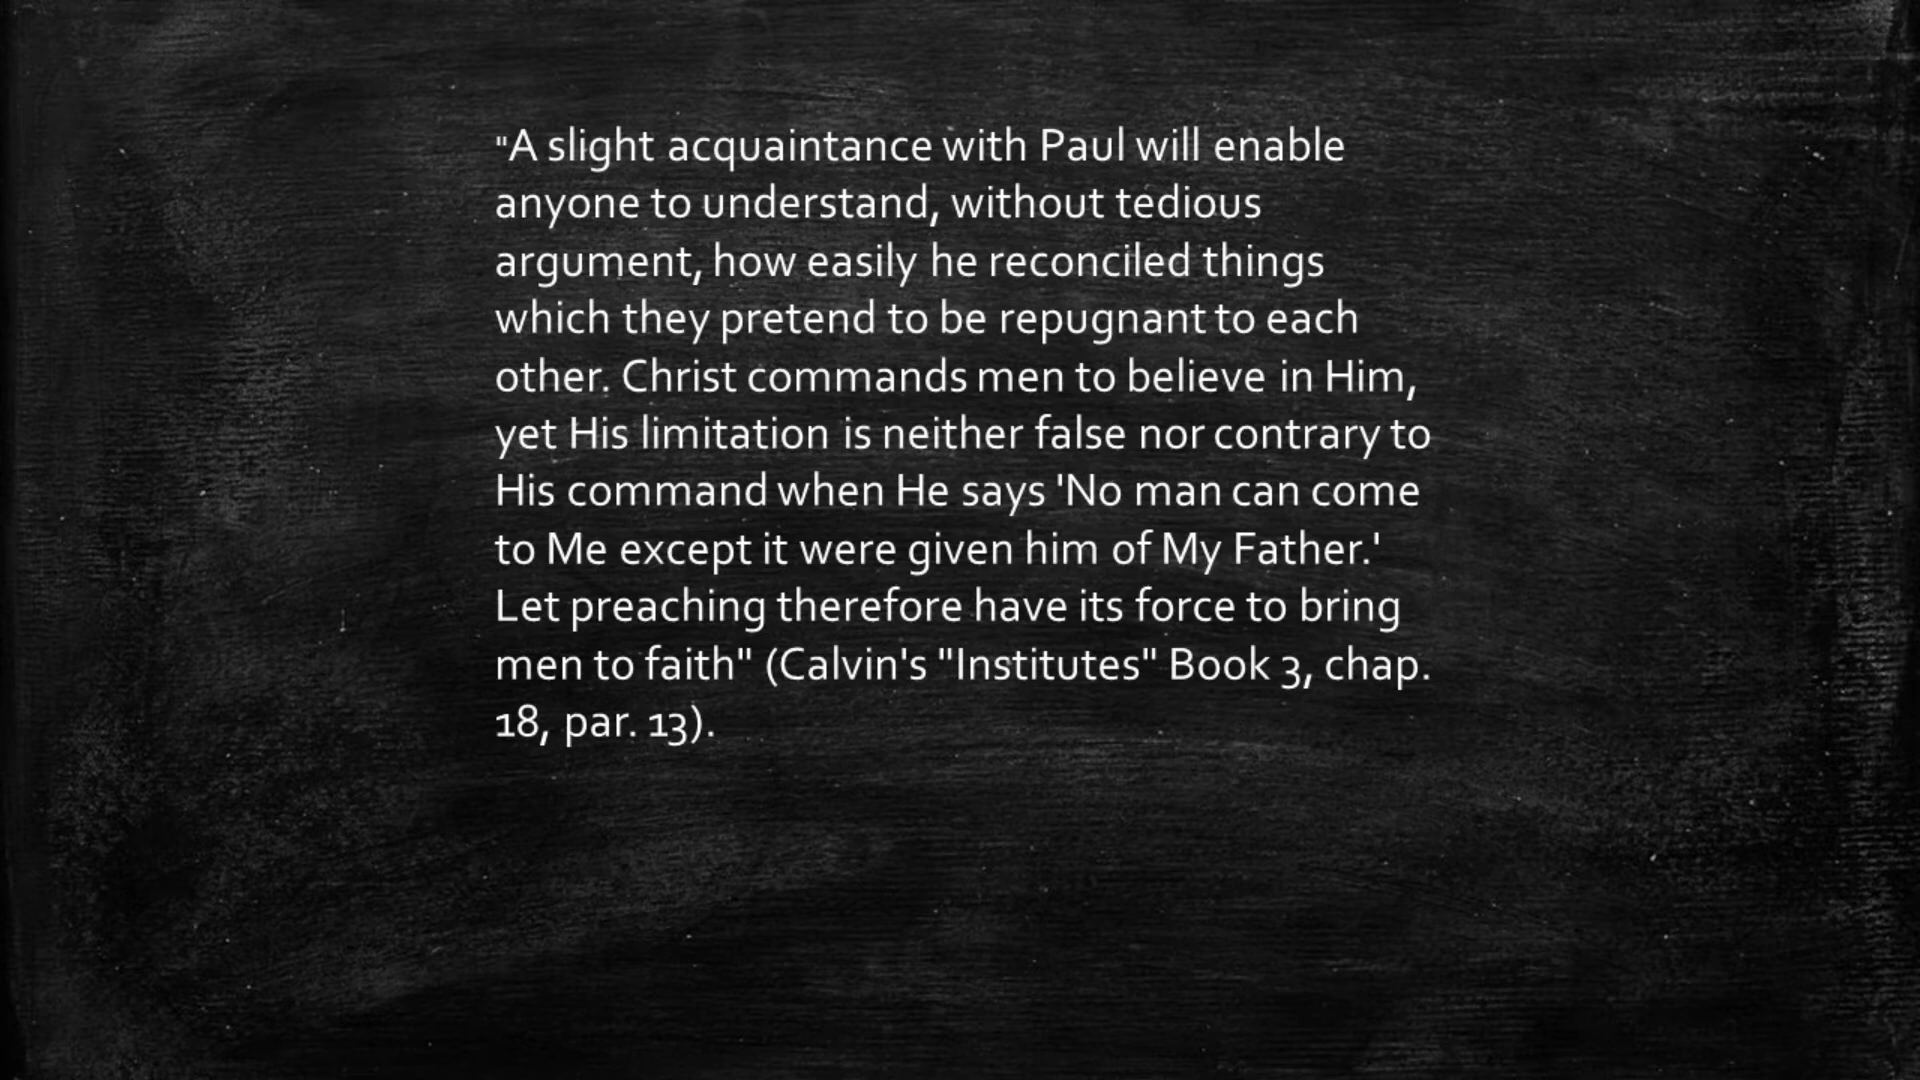 "A slight acquaintance with Paul will enable
anyone to understand, without tedious
argument, how easily he reconciled things
which they pretend to be repugnant to each
other. Christ commands men to believe in Him,
yet His limitation is neither false nor contrary to
His command when He says 'No man can come
to Me except it were given him of My Father.'
Let preaching therefore have its force to bring
men to faith" (Calvin's "Institutes" Book 3, chap.
18, par. 13).